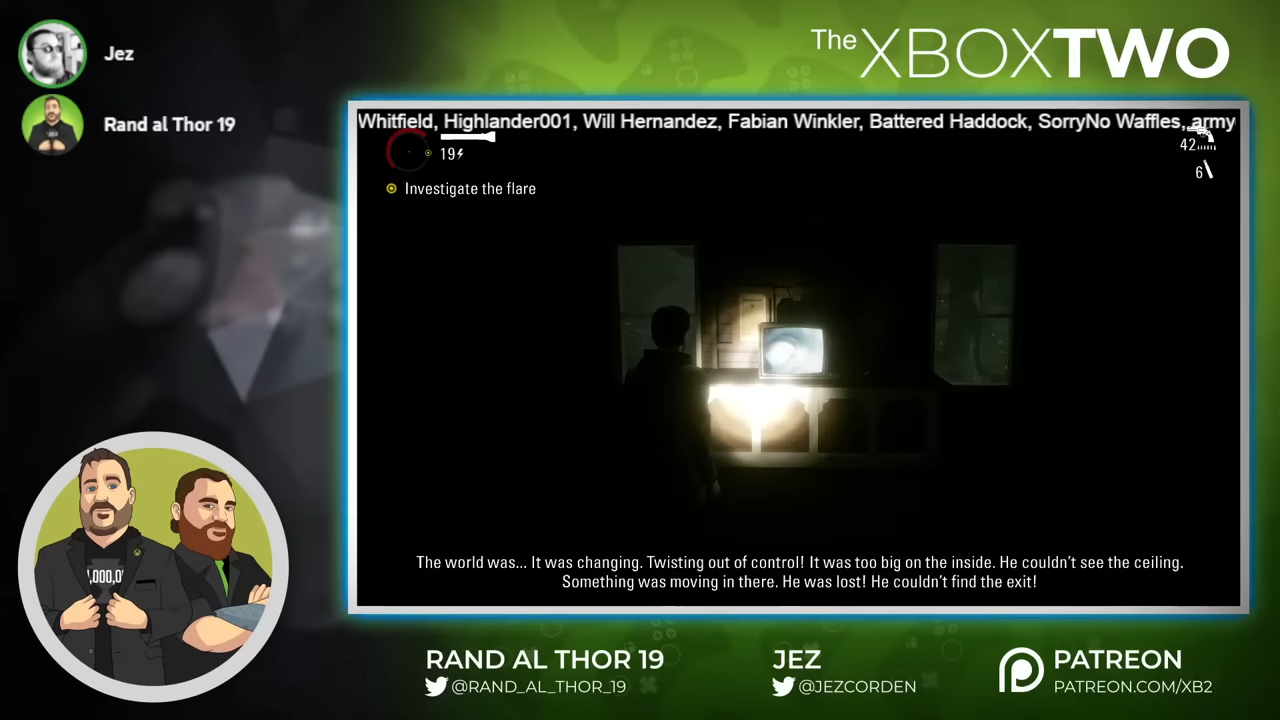 Jez
Rand al Thor 19
The XBOXTWO
Whitfield, Highlander001, Will Hernandez, Fabian Winkler, Battered Haddock, SorryNo Waffles, army
19
42
6
Investigate the flare
The world was... It was changing. Twisting out of control! It was too big on the inside. He couldn't see the ceiling.
Something was moving in there. He was lost! He couldn't find the exit!
,000,0
RAND AL THOR 19
@RAND_AL_THOR_19
JEZ
@JEZCORDEN
PATREON
PATREON.COM/XB2